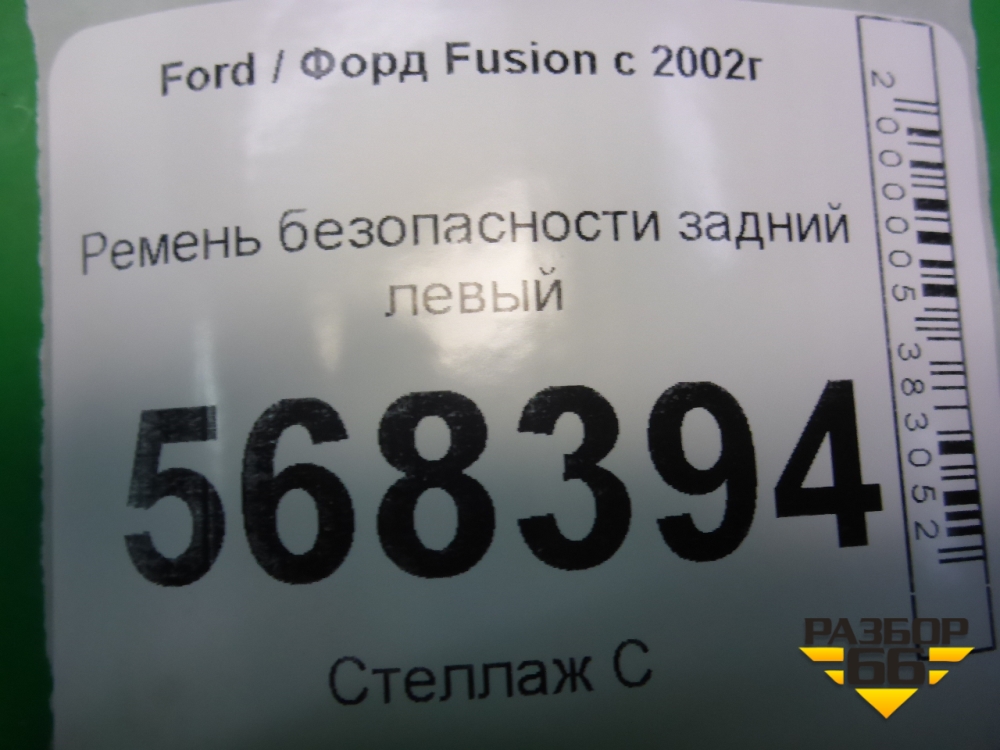 Ford / Форд Fusion с 2002г
Ремень безопасности задний
левый
568394
Стеллаж С
2000005383052
РАЗБОР
66